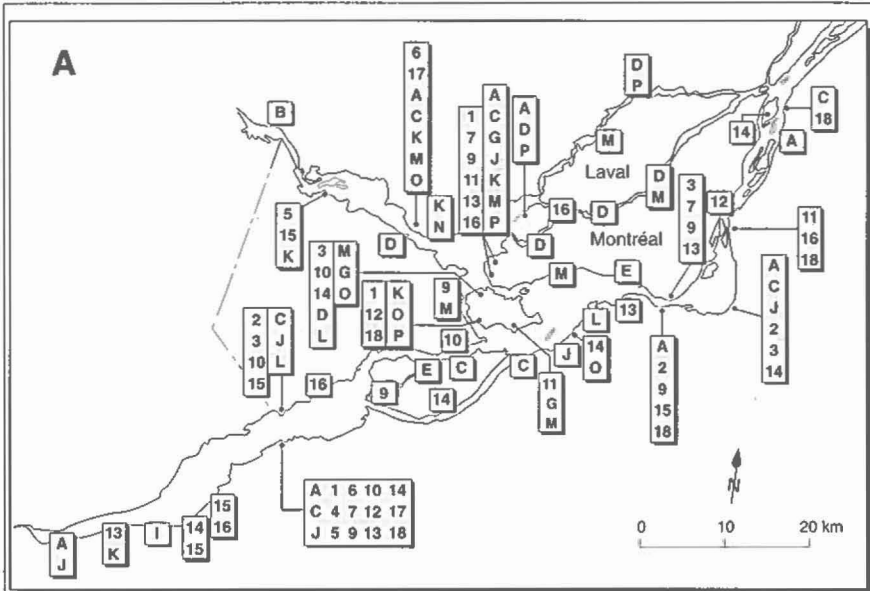 A
B
6
17
A
C
K
M
O
1 A
7 C
9 G
11 J
13 K
16 M
P
A
D
P
D
P
M
Laval
14
C
18
A
K
N
16
D
D
M
3
7
9
13
12
5
15
K
D
D
Montréal
11
16
18
3 M
10 G
14 O
D
L
1 K
12 O
18 P
9
M
M
E
A
C
J
2
3
14
2 C
3 J
10 L
15
10
L
13
J
14
O
16
E
C
C
9
14
11
G
M
A
2
9
15
18
N
A 1 6 10 14
C 4 7 12 17
J 5 9 13 18
15
16
14
15
I
13
K
A
J
0 10 20 km